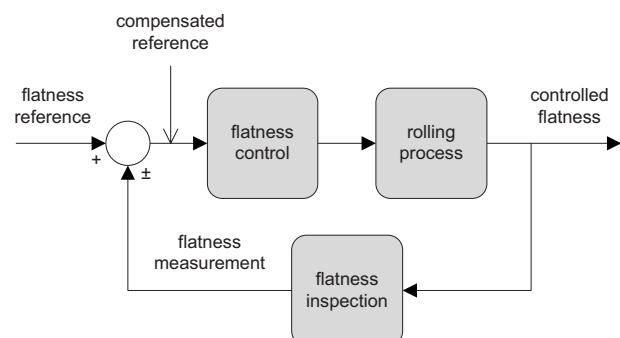 compensated
reference
flatness
reference
flatness
control
rolling
process
controlled
flatness
+
±
flatness
measurement
flatness
inspection